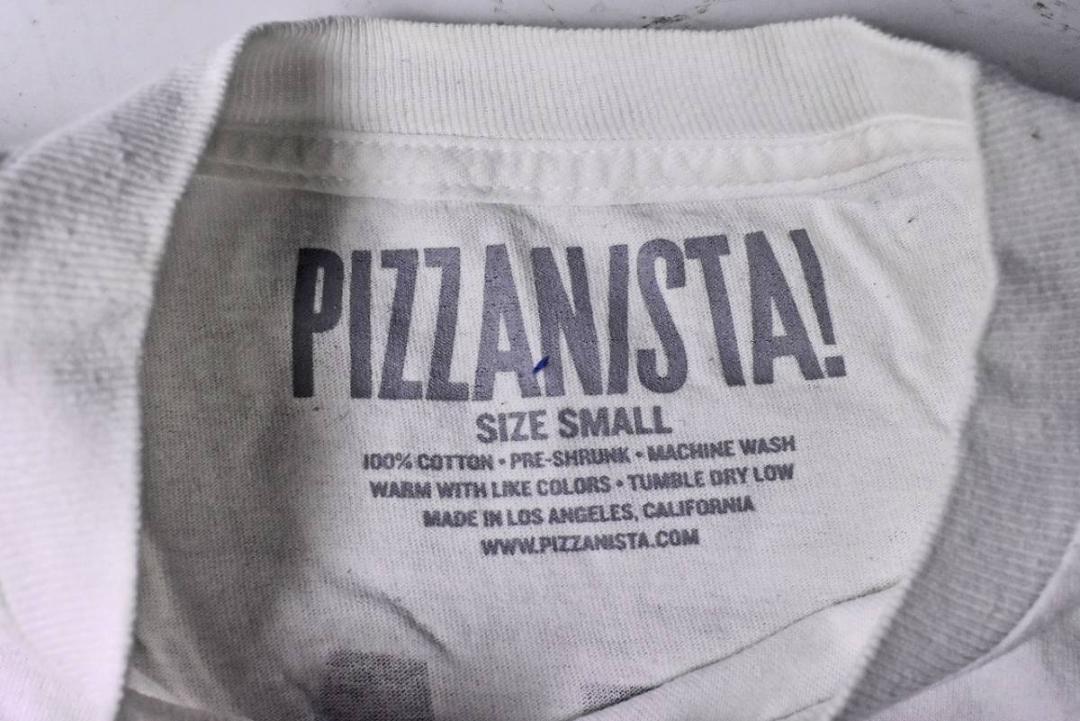 PIZZANISTA!
SIZE SMALL
100% COTTON • PRE-SHRUNK • MACHINE WASH
WARM WITH LIKE COLORS • TUMBLE DRY LOW
MADE IN LOS ANGELES, CALIFORNIA
WWW.PIZZANISTA.COM